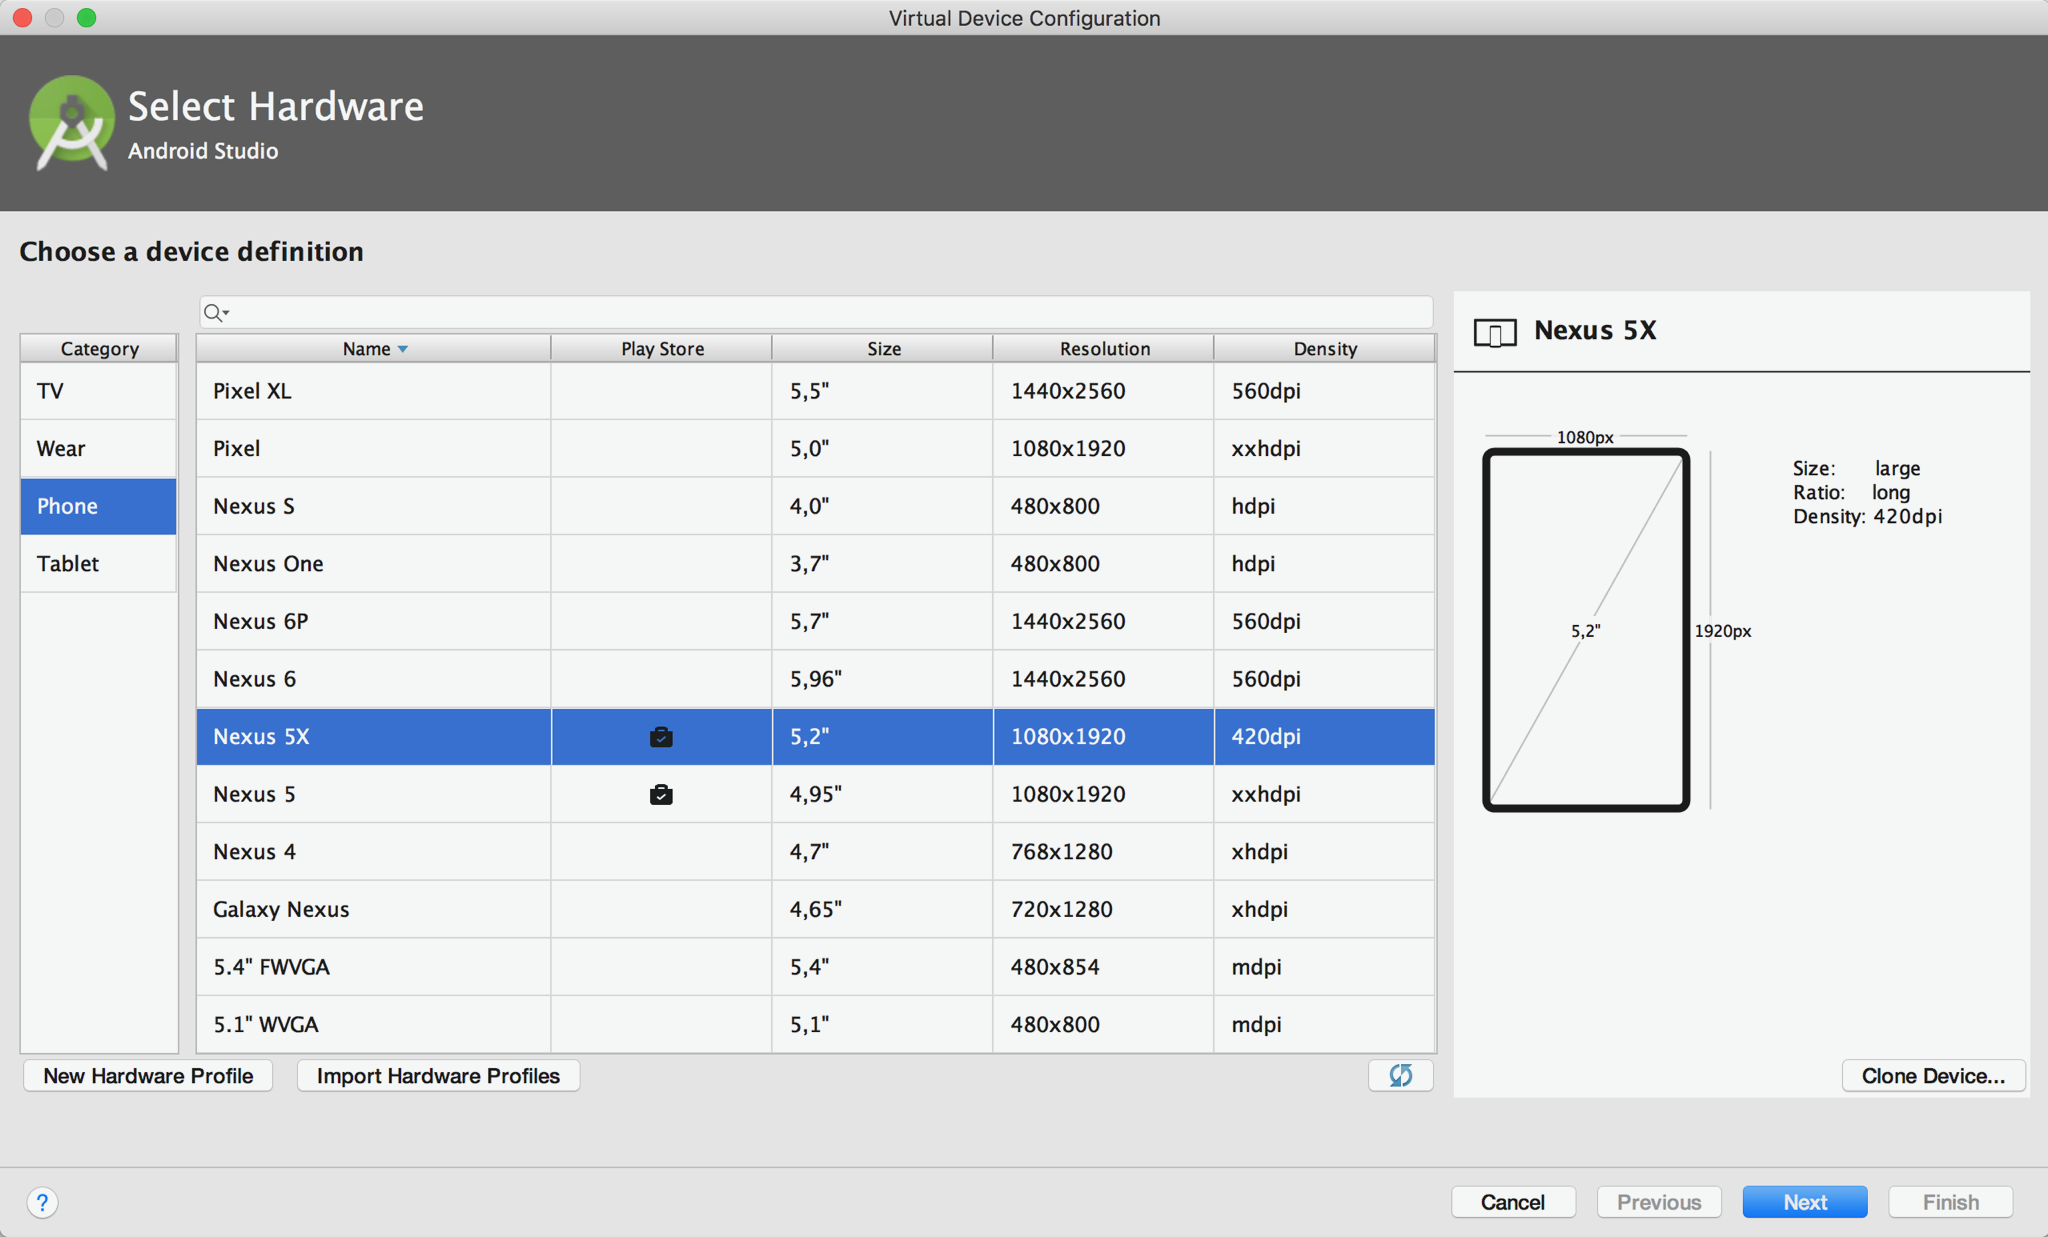 Virtual Device Configuration
Select Hardware
Android Studio
Choose a device definition
Category
TV
Wear
Phone
Tablet
Name Play Store Size Resolution Density
Pixel XL 5,5" 1440x2560 560dpi
Pixel 5,0" 1080x1920 xxhdpi
Nexus S 4,0" 480x800 hdpi
Nexus One 3,7" 480x800 hdpi
Nexus 6P 5,7" 1440x2560 560dpi
Nexus 6 5,96" 1440x2560 560dpi
Nexus 5X 5,2" 1080x1920 420dpi
Nexus 5 4,95" 1080x1920 xxhdpi
Nexus 4 4,7" 768x1280 xhdpi
Galaxy Nexus 4,65" 720x1280 xhdpi
5.4" FWVGA 5,4" 480x854 mdpi
5.1" WVGA 5,1" 480x800 mdpi
New Hardware Profile Import Hardware Profiles
Nexus 5X
1080px
Size: large
Ratio: long
Density: 420dpi
5,2" 1920px
Clone Device...
? Cancel Previous Next Finish